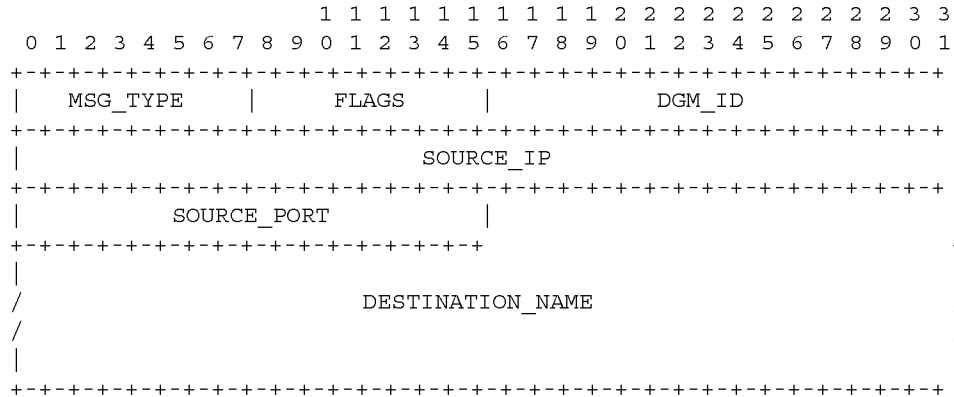 1 1 1 1 1 1 1 1 1 1 2 2 2 2 2 2 2 2 2 2 3 3
 0 1 2 3 4 5 6 7 8 9 0 1 2 3 4 5 6 7 8 9 0 1 2 3 4 5 6 7 8 9 0 1
+-+-+-+-+-+-+-+-+-+-+-+-+-+-+-+-+-+-+-+-+-+-+-+-+-+-+-+-+-+-+-+-+
|   MSG_TYPE    |     FLAGS     |           DGM_ID
+-+-+-+-+-+-+-+-+-+-+-+-+-+-+-+-+-+-+-+-+-+-+-+-+-+-+-+-+-+-+-+-+
|                           SOURCE_IP
+-+-+-+-+-+-+-+-+-+-+-+-+-+-+-+-+-+-+-+-+-+-+-+-+-+-+-+-+-+-+-+-+
|          SOURCE_PORT          |
+-+-+-+-+-+-+-+-+-+-+-+-+-+-+-+-+
|
/                       DESTINATION_NAME
/
|
+-+-+-+-+-+-+-+-+-+-+-+-+-+-+-+-+-+-+-+-+-+-+-+-+-+-+-+-+-+-+-+-+